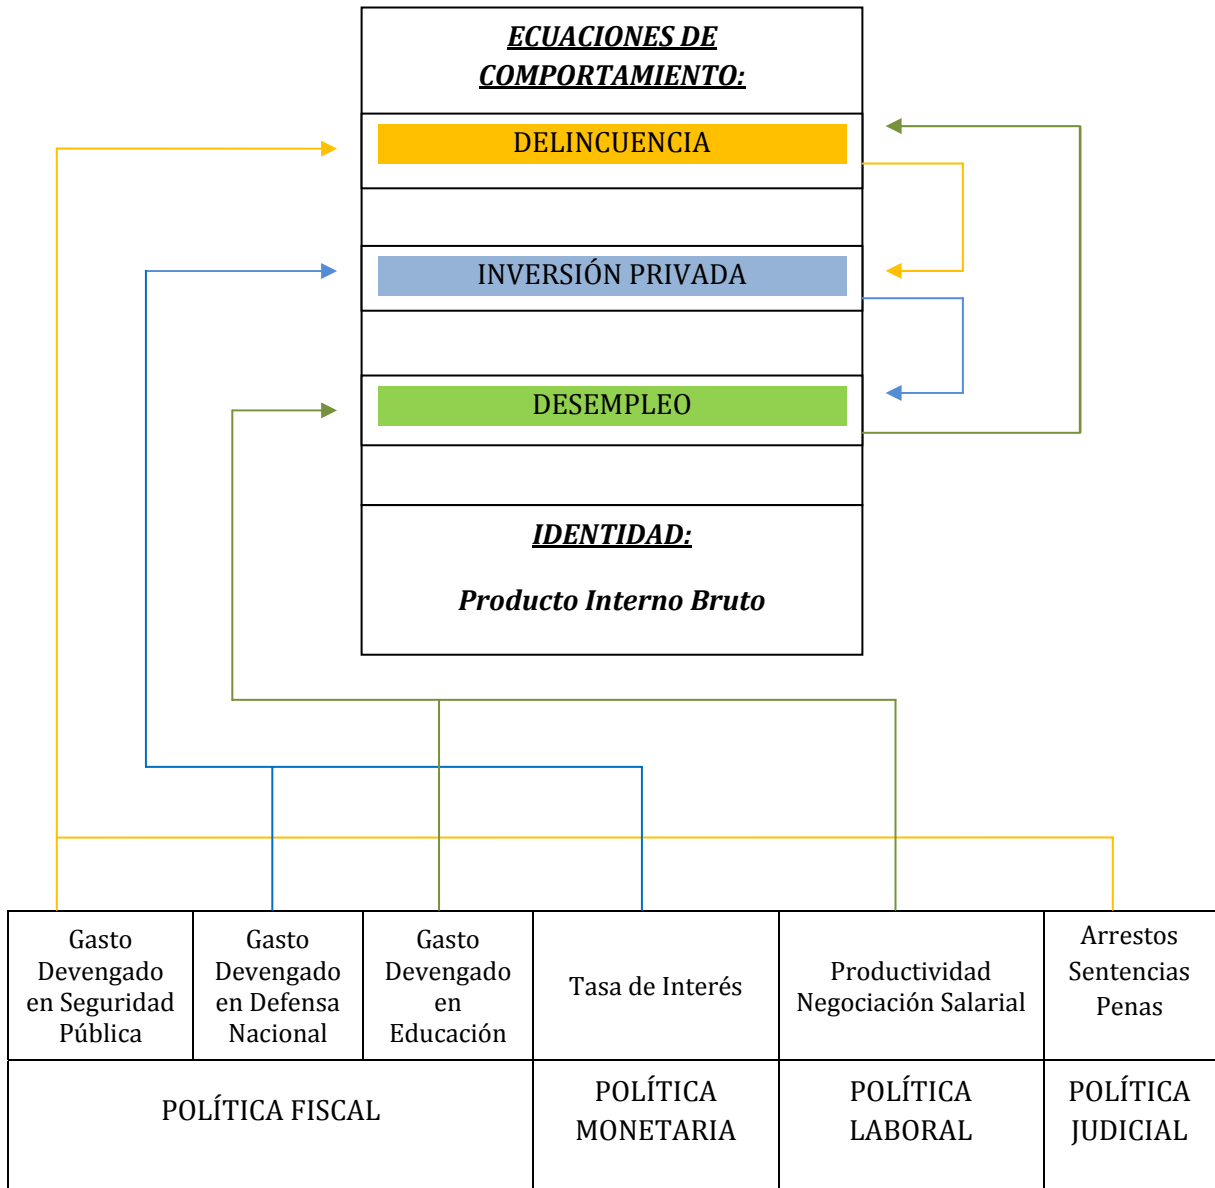 ECUACIONES DE
COMPORTAMIENTO:
DELINCUENCIA
INVERSIÓN PRIVADA
DESEMPLEO
IDENTIDAD:
Producto Interno Bruto
Gasto
Devengado
en Seguridad
Pública
Gasto
Devengado
en Defensa
Nacional
Gasto
Devengado
en
Educación
Tasa de Interés
Productividad
Negociación Salarial
Arrestos
Sentencias
Penas
POLÍTICA FISCAL
POLÍTICA
MONETARIA
POLÍTICA
LABORAL
POLÍTICA
JUDICIAL